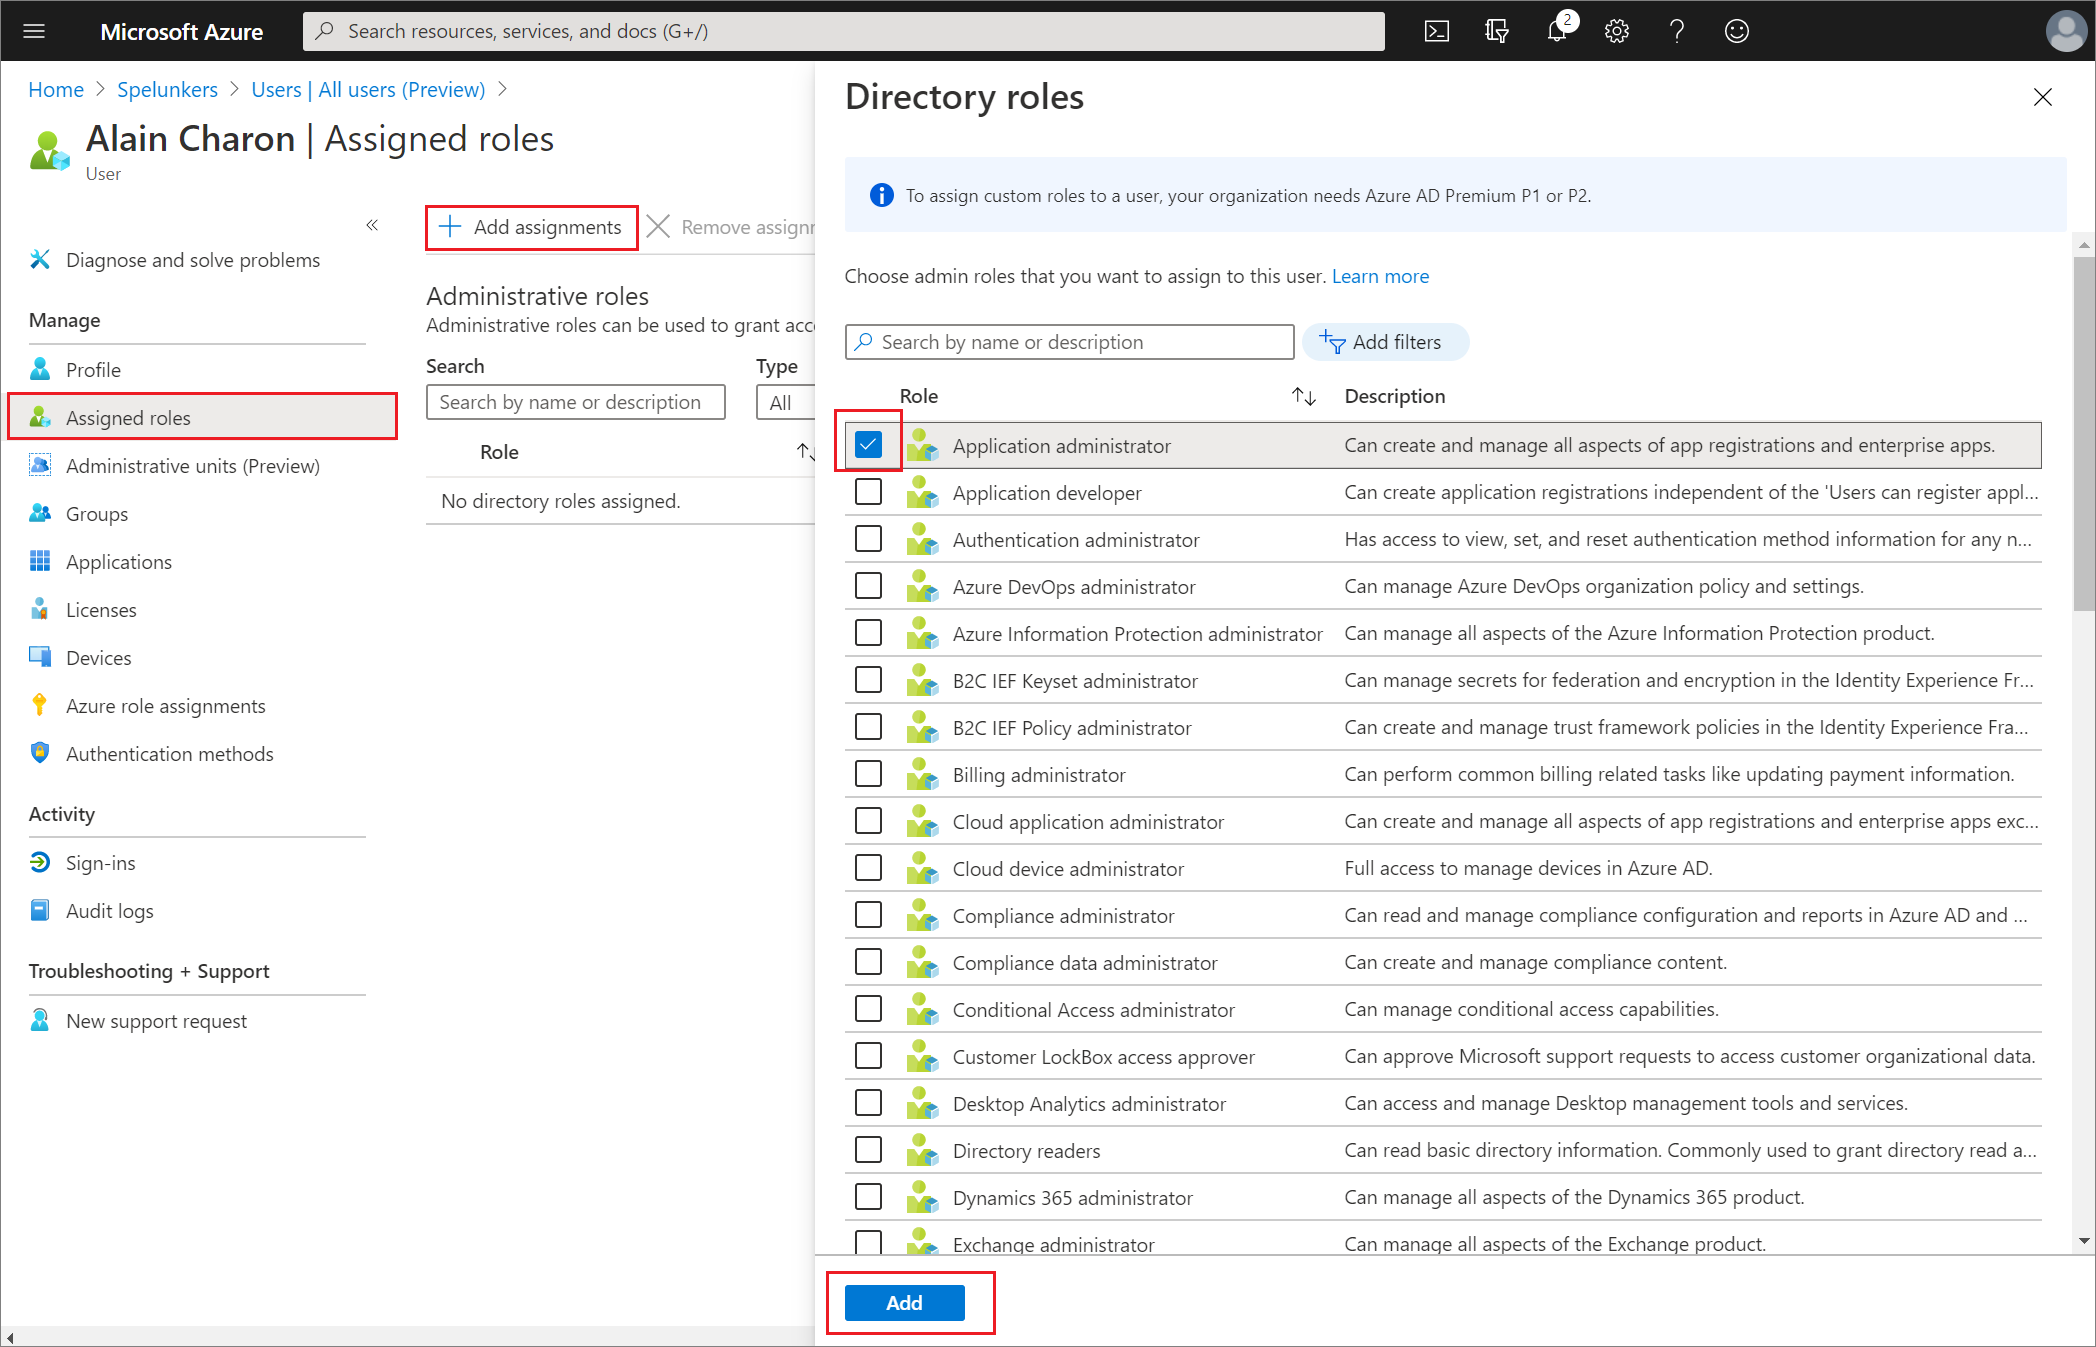 Microsoft Azure
Search resources, services, and docs (G+/)
2
Home > Spelunkers > Users | All users (Preview) >
Alain Charon | Assigned roles
User
«
Diagnose and solve problems
Manage
Profile
Assigned roles
Administrative units (Preview)
Groups
Applications
Licenses
Devices
Azure role assignments
Authentication methods
Activity
Sign-ins
Audit logs
Troubleshooting + Support
New support request
Add assignments
Remove assignr
Administrative roles
Administrative roles can be used to grant acc
Search
Type
Search by name or description
All
Role
No directory roles assigned.
Directory roles
To assign custom roles to a user, your organization needs Azure AD Premium P1 or P2.
Choose admin roles that you want to assign to this user. Learn more
Search by name or description
Add filters
Role Description
Application administrator Can create and manage all aspects of app registrations and enterprise apps.
Application developer Can create application registrations independent of the 'Users can register appl...
Authentication administrator Has access to view, set, and reset authentication method information for any n...
Azure DevOps administrator Can manage Azure DevOps organization policy and settings.
Azure Information Protection administrator Can manage all aspects of the Azure Information Protection product.
B2C IEF Keyset administrator Can manage secrets for federation and encryption in the Identity Experience Fr...
B2C IEF Policy administrator Can create and manage trust framework policies in the Identity Experience Fra...
Billing administrator Can perform common billing related tasks like updating payment information.
Cloud application administrator Can create and manage all aspects of app registrations and enterprise apps exc...
Cloud device administrator Full access to manage devices in Azure AD.
Compliance administrator Can read and manage compliance configuration and reports in Azure AD and ...
Compliance data administrator Can create and manage compliance content.
Conditional Access administrator Can manage conditional access capabilities.
Customer LockBox access approver Can approve Microsoft support requests to access customer organizational data.
Desktop Analytics administrator Can access and manage Desktop management tools and services.
Directory readers Can read basic directory information. Commonly used to grant directory read a...
Dynamics 365 administrator Can manage all aspects of the Dynamics 365 product.
Exchange administrator Can manage all aspects of the Exchange product.
Add